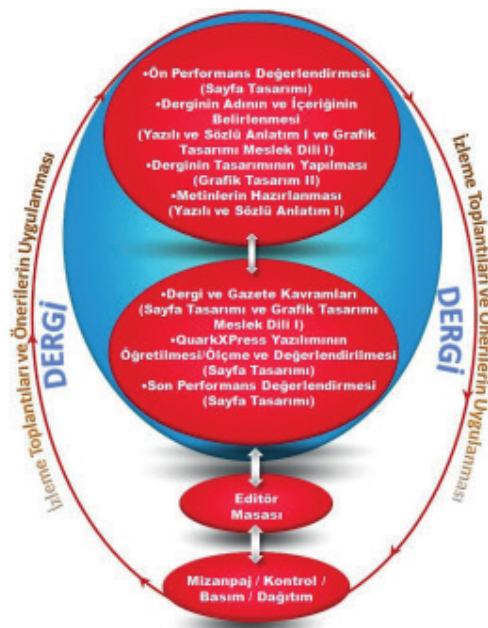 •Ön Performans Değerlendirmesi
(Sayfa Tasarımı)
•Derginin Adının ve İçeriğinin
Belirlenmesi
(Yazılı ve Sözlü Anlatım I ve Grafik
Tasarımı Meslek Dili I)
•Derginin Tasarımının Yapılması
(Grafik Tasarım II)
•Metinlerin Hazırlanması
(Yazılı ve Sözlü Anlatım I)
İzleme Toplantıları ve Önerilerin Uygulanması
DERGİ
İzleme Toplantıları ve Önerilerin Uygulanması
DERGİ
•Dergi ve Gazete Kavramları
(Sayfa Tasarımı ve Grafik Tasarımı
Meslek Dili I)
•QuarkXPress Yazılımının
Öğretilmesi/Ölçme ve Değerlendirilmesi
(Sayfa Tasarımı)
•Son Performans Değerlendirmesi
(Sayfa Tasarımı)
Editör
Masası
Mizanpaj / Kontrol /
Basım / Dağıtım